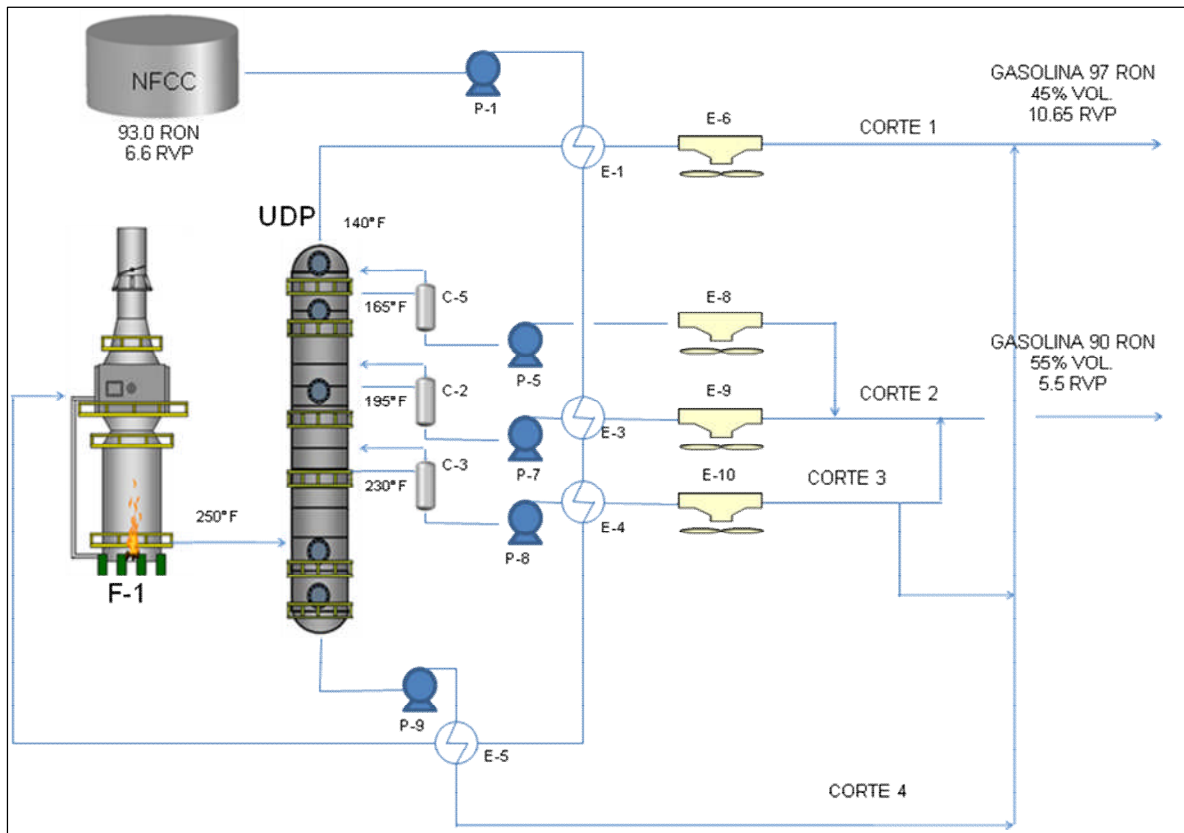 NFCC
93.0 RON
6.6 RVP
P-1
E-1
E-6
CORTE 1
GASOLINA 97 RON
45% VOL.
10.65 RVP
UDP
140°F
165°F
C-5
P-5
E-8
195°F
C-2
P-7
E-3
E-9
CORTE 2
GASOLINA 90 RON
55% VOL.
5.5 RVP
230°F
C-3
P-8
E-4
E-10
CORTE 3
250°F
F-1
P-9
E-5
CORTE 4